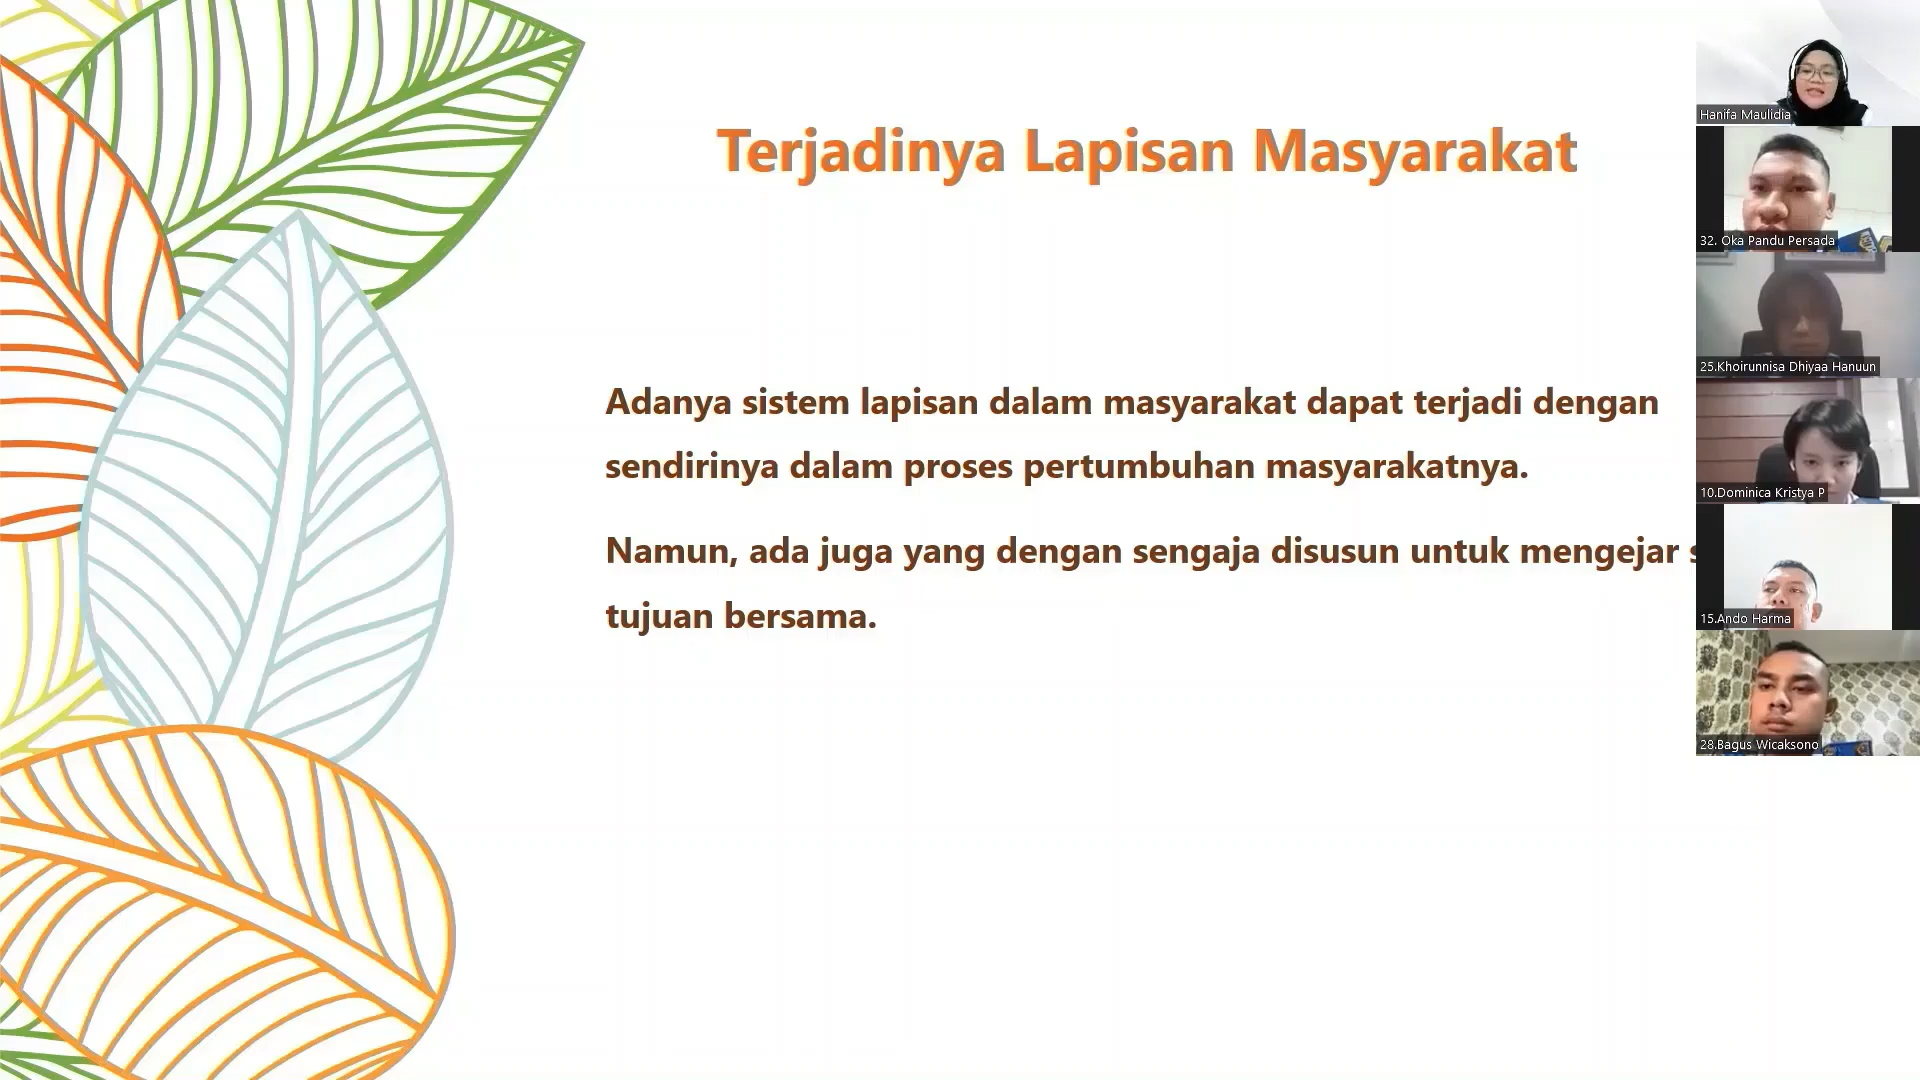 Terjadinya Lapisan Masyarakat
Adanya sistem lapisan dalam masyarakat dapat terjadi dengan
sendirinya dalam proses pertumbuhan masyarakatnya.
Namun, ada juga yang dengan sengaja disusun untuk mengejar
tujuan bersama.
Hanifa Maulidia
32. Oka Pandu Persada
25.Khoirunnisa Dhiyaa Hanuun
10.Dominica Kristya P
15.Ando Harma
28.Bagus Wicaksono